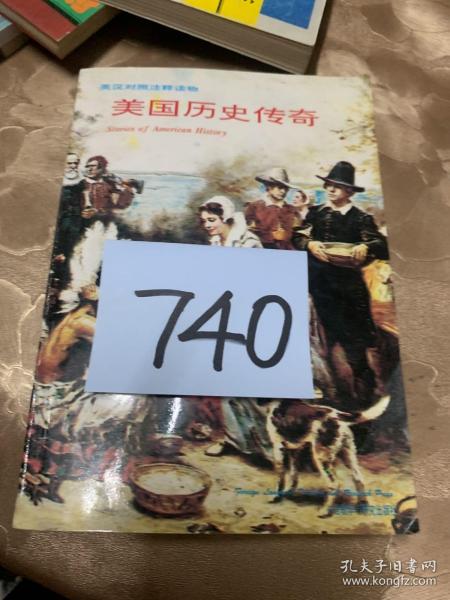 英汉对照注释读物
美国历史传奇
Stories of American History
740
孔夫子旧书网
www.kongfz.com